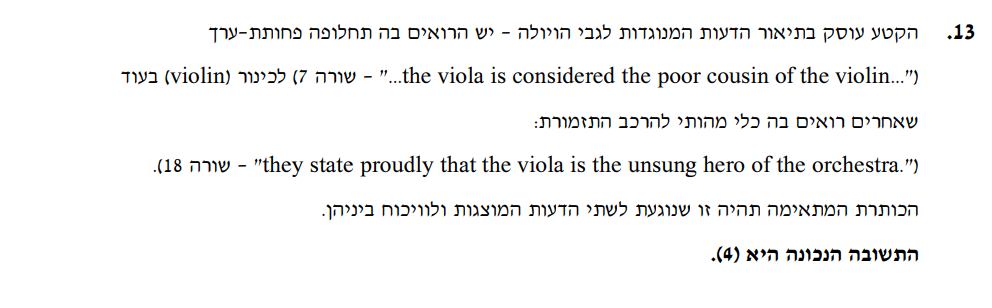 13. הקטע עוסק בתיאור הדעות המנוגדות לגבי הויולה - יש הרואים בה תחלופה פחותת-ערך
("...the viola is considered the poor cousin of the violin..." - שורה 7) לכינור (violin) בעוד
שאחרים רואים בה כלי מהותי להרכב התזמורת:
("they state proudly that the viola is the unsung hero of the orchestra." - שורה 18).
הכותרת המתאימה תהיה זו שנוגעת לשתי הדעות המוצגות ולוויכוח ביניהן.
התשובה הנכונה היא (4).